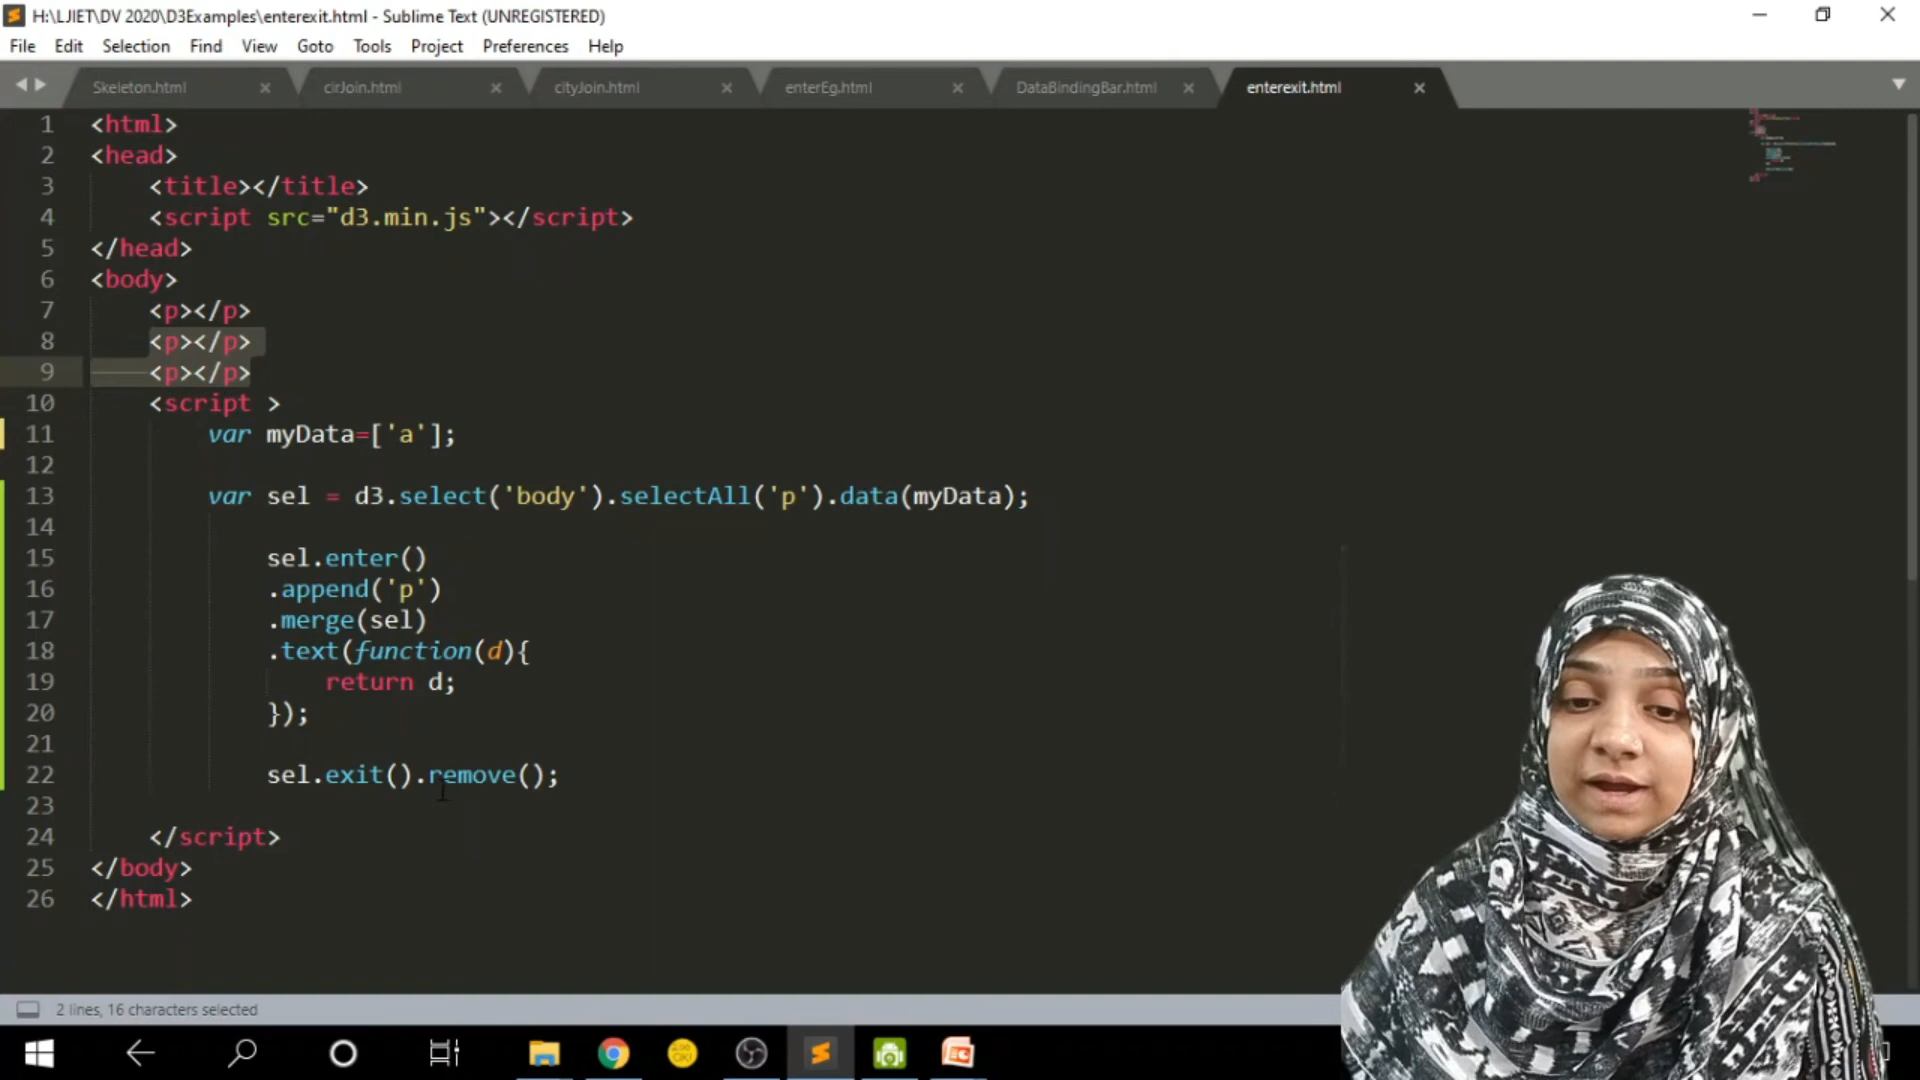 H:\LJIET\DV 2020\D3Examples\enterexit.html - Sublime Text (UNREGISTERED)
File Edit Selection Find View Goto Tools Project Preferences Help
Skeleton.html cirJoin.html cityJoin.html enterEg.html DataBindingBar.html enterexit.html
1 <html>
2 <head>
3 <title></title>
4 <script src="d3.min.js"></script>
5 </head>
6 <body>
7 <p></p>
8 <p></p>
9 <p></p>
10 <script >
11 var myData=['a'];
12
13 var sel = d3.select('body').selectAll('p').data(myData);
14
15 sel.enter()
16 .append('p')
17 .merge(sel)
18 .text(function(d){
19 return d;
20 });
21
22 sel.exit().remove();
23
24 </script>
25 </body>
26 </html>
2 lines, 16 characters selected